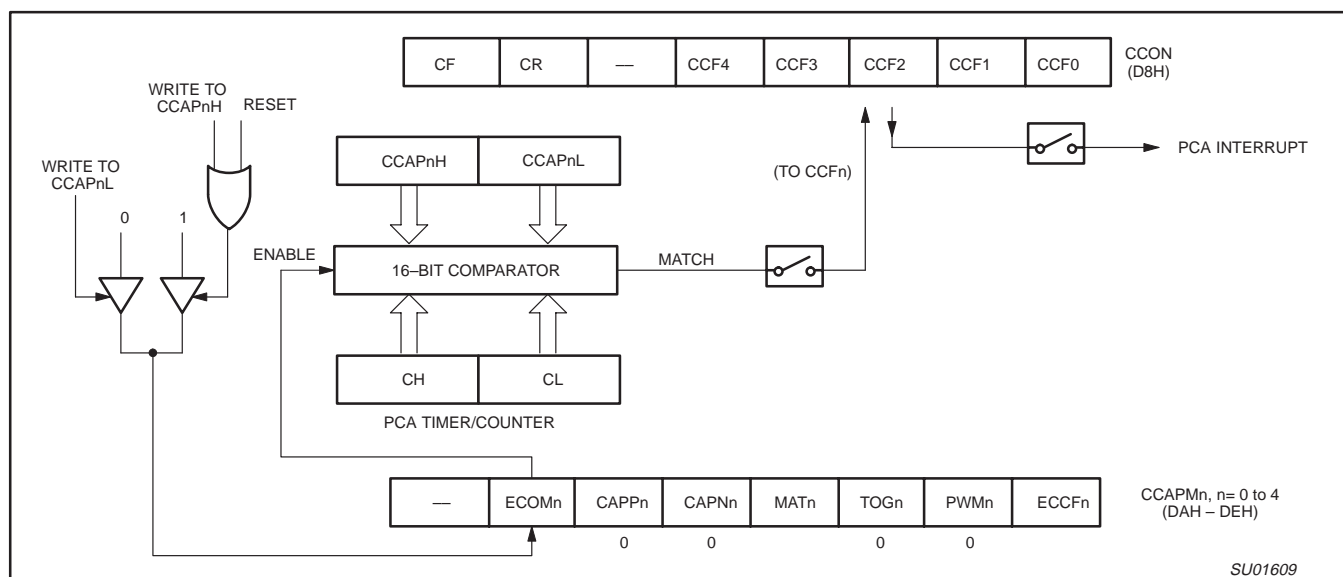 CF CR — CCF4 CCF3 CCF2 CCF1 CCF0
CCON
(D8H)
WRITE TO
CCAPnH
RESET
WRITE TO
CCAPnL
0 1
CCAPnH CCAPnL
(TO CCFn)
PCA INTERRUPT
ENABLE
16–BIT COMPARATOR
MATCH
CH CL
PCA TIMER/COUNTER
— ECOMn CAPPn CAPNn MATn TOGn PWMn ECCFn
CCAPMn, n= 0 to 4
(DAH – DEH)
0 0 0 0
SU01609